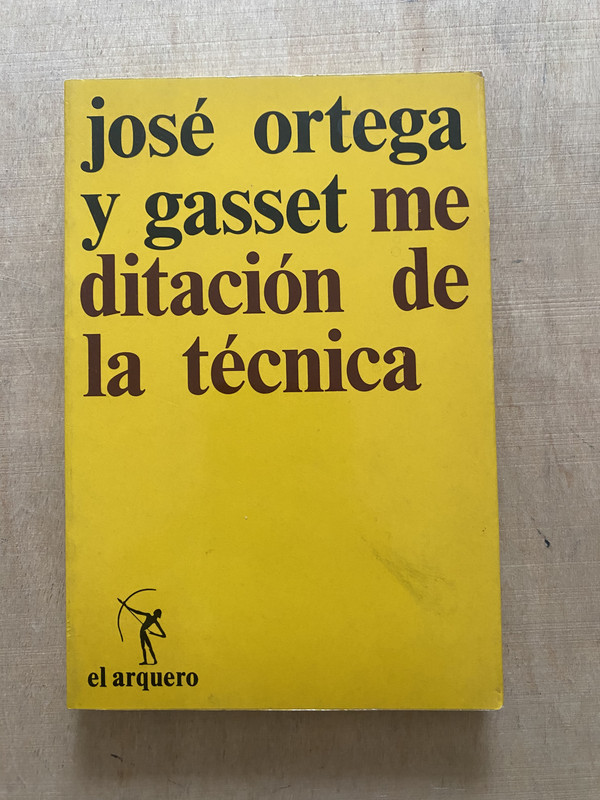 josé ortega
y gasset me
ditación de
la técnica
el arquero